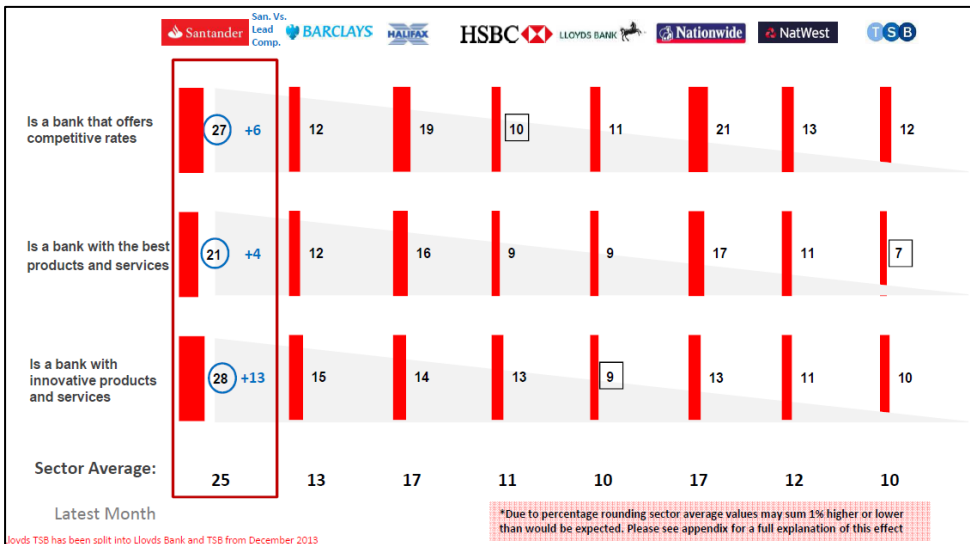 Santander
San. Vs.
Lead
Comp.
BARCLAYS
HALIFAX
HSBC
LLOYDS BANK
Nationwide
NatWest
TSB
Is a bank that offers
competitive rates
27 +6 12 19 10 11 21 13 12
Is a bank with the best
products and services
21 +4 12 16 9 9 17 11 7
Is a bank with
innovative products
and services
28 +13 15 14 13 9 13 11 10
Sector Average:
25 13 17 11 10 17 12 10
Latest Month
*Due to percentage rounding sector average values may sum 1% higher or lower
than would be expected. Please see appendix for a full explanation of this effect
loyds TSB has been split into Lloyds Bank and TSB from December 2013